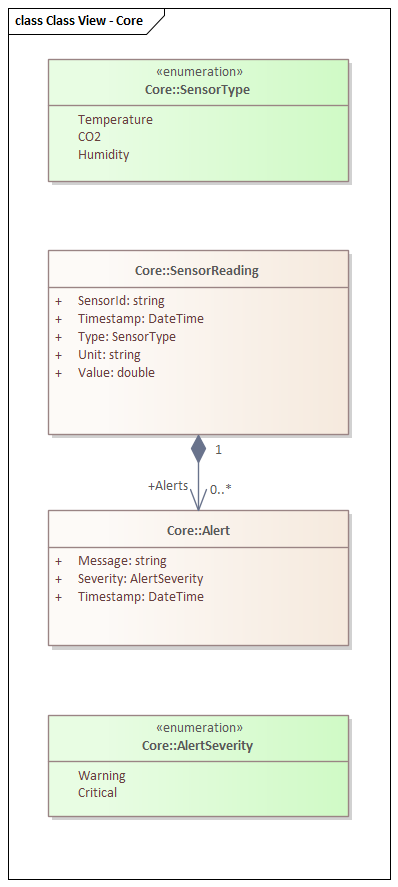 class Class View - Core
«enumeration»
Core::SensorType
Temperature
CO2
Humidity
Core::SensorReading
+ SensorId: string
+ Timestamp: DateTime
+ Type: SensorType
+ Unit: string
+ Value: double
1
+Alerts
0..*
Core::Alert
+ Message: string
+ Severity: AlertSeverity
+ Timestamp: DateTime
«enumeration»
Core::AlertSeverity
Warning
Critical